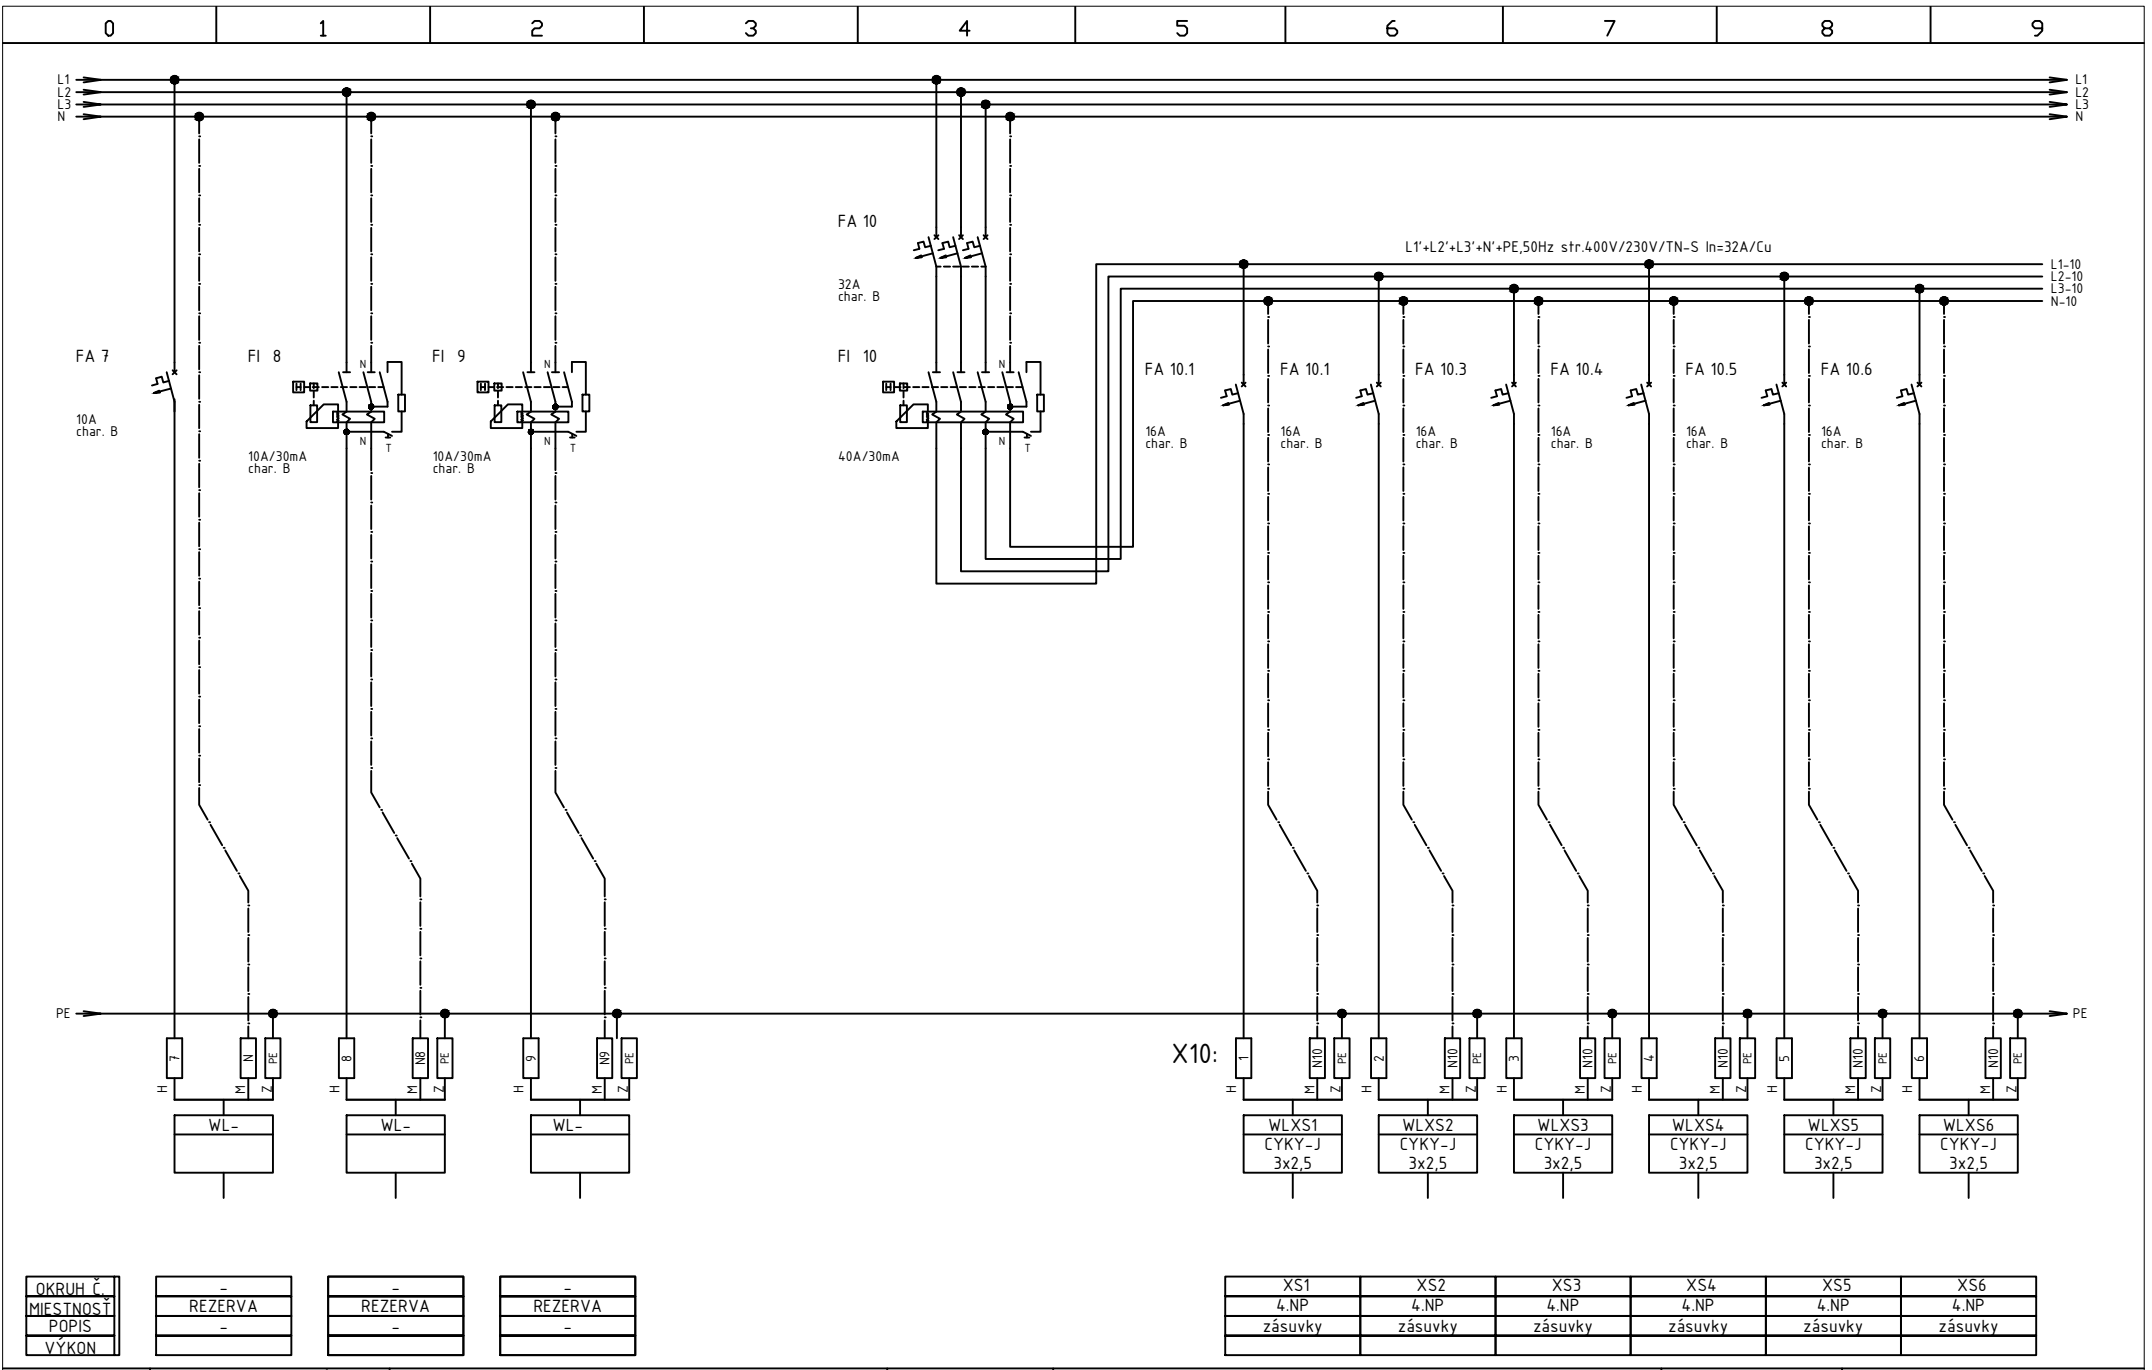 0 1 2 3 4 5 6 7 8 9
L1 L1
L2 L2
L3 L3
N N
FA 10
32A
char. B
L1'+L2'+L3'+N'+PE,50Hz str.400V/230V/TN-S In=32A/Cu
L1-10
L2-10
L3-10
N-10
FA 7
10A
char. B
FI 8
N
N
T
10A/30mA
char. B
FI 9
N
N
T
10A/30mA
char. B
FI 10
N
N
T
40A/30mA
FA 10.1
16A
char. B
FA 10.1
16A
char. B
FA 10.3
16A
char. B
FA 10.4
16A
char. B
FA 10.5
16A
char. B
FA 10.6
16A
char. B
PE PE
7 N PE 8 N8 PE 9 N9 PE
X10: 1 N10 PE 2 N10 PE 3 N10 PE 4 N10 PE 5 N10 PE 6 N10 PE
H M Z H M Z H M Z H M Z H M Z H M Z H M Z H M Z H M Z
WL- WL- WL- WLXS1 WLXS2 WLXS3 WLXS4 WLXS5 WLXS6
CYKY-J CYKY-J CYKY-J CYKY-J CYKY-J CYKY-J
3x2,5 3x2,5 3x2,5 3x2,5 3x2,5 3x2,5
OKRUH Č. - - - XS1 XS2 XS3 XS4 XS5 XS6
MIESTNOSŤ REZERVA REZERVA REZERVA 4.NP 4.NP 4.NP 4.NP 4.NP 4.NP
POPIS - - - zásuvky zásuvky zásuvky zásuvky zásuvky zásuvky
VÝKON